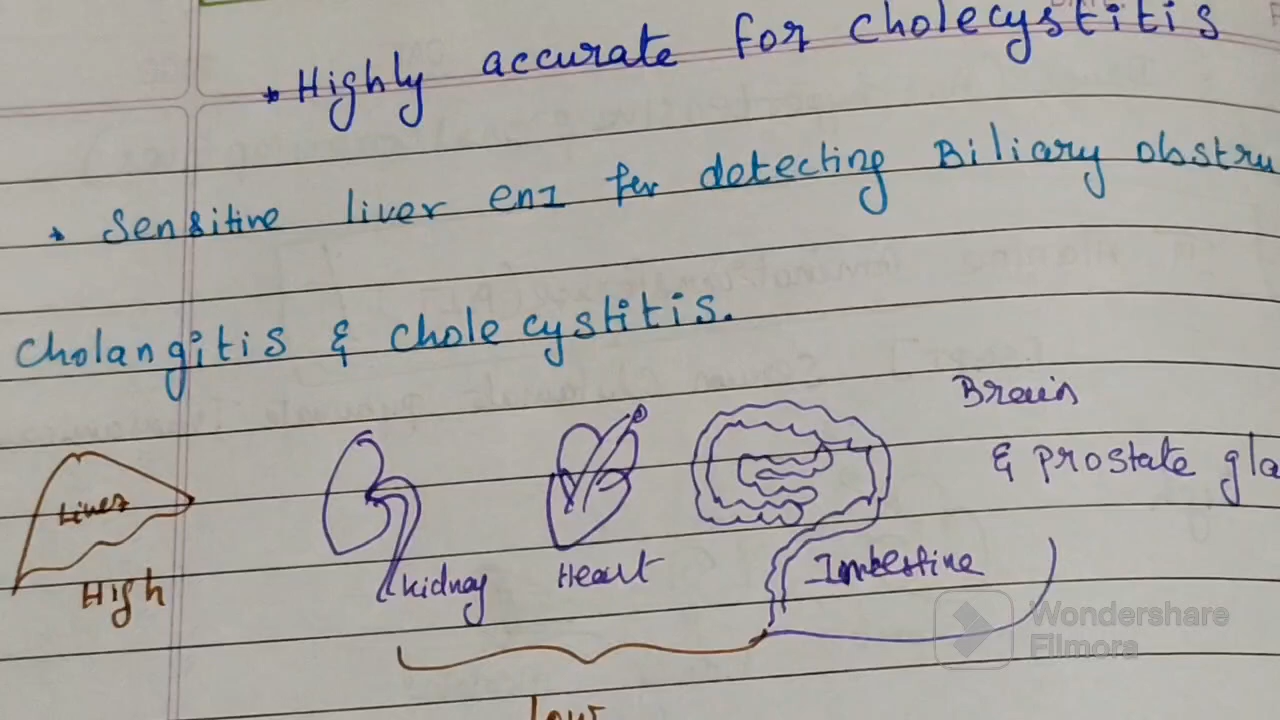 * Highly accurate for cholecystitis
* Sensitive liver enz for detecting Biliary obstru
Cholangitis & cholecystitis.
Brain
& prostate gla
Liver
High
Kidney
Heart
Intestine
low
Wondershare
Filmora